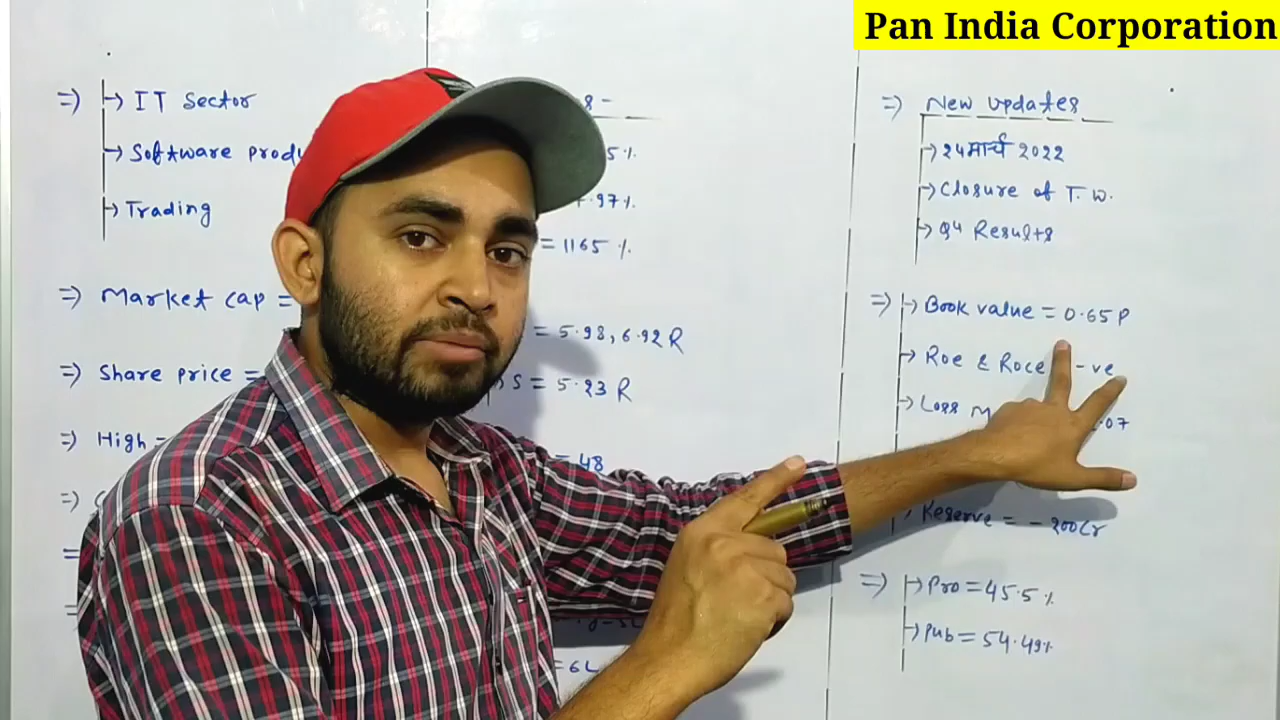 Pan India Corporation
=) → IT Sector
→ Software produ
→ Trading
=) Market cap =
=) Share price =
=) High =
=)
=
=
8 -
5%
7.97%
= 1165 %.
= 5.98, 6.92 R
S = 5.23 R
= 48
= 6L
=) New updates
→ 24 मार्च 2022
→ Closure of T. W.
→ Q4 Results
=) → Book value = 0.65 P
→ Roe & Roce -ve
→ Loss M .07
Reserve = - 200Cr
=) → Pro = 45.5 %
→ Pub = 54.49%